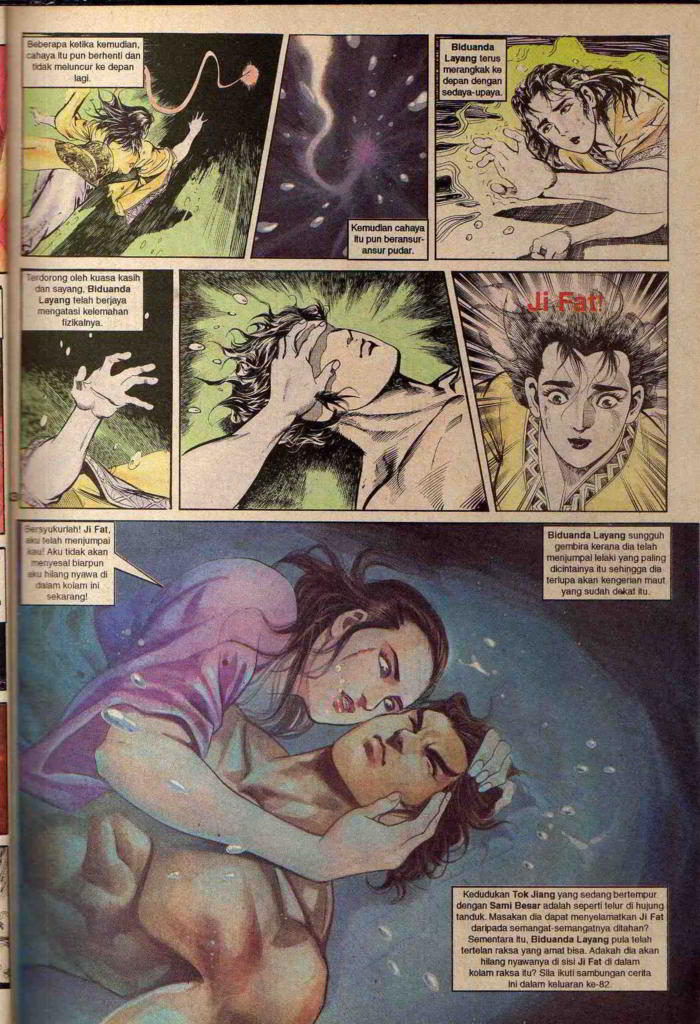 Beberapa ketika kemudian,
cahaya itu pun berhenti dan
tidak meluncur ke depan
lagi.
Kemudian cahaya
itu pun beransur-
ansur pudar.
Biduanda
Layang terus
merangkak ke
depan dengan
sedaya-upaya.
Terdorong oleh kuasa kasih
dan sayang, Biduanda
Layang telah berjaya
mengatasi kelemahan
fizikalnya.
Ji Fat!
Bersyukurlah! Ji Fat,
aku telah menjumpai
kau! Aku tidak akan
menyesal biarpun
aku hilang nyawa di
dalam kolam ini
sekarang!
Biduanda Layang sungguh
gembira kerana dia telah
menjumpai lelaki yang paling
dicintainya itu sehingga dia
terlupa akan kengerian maut
yang sudah dekat itu.
Kedudukan Tok Jiang yang sedang bertempur
dengan Sami Besar adalah seperti telur di hujung
tanduk. Masakan dia dapat menyelamatkan Ji Fat
daripada semangat-semangatnya ditahan?
Sementara itu, Biduanda Layang pula telah
tertelan raksa yang amat bisa. Adakah dia akan
hilang nyawanya di sisi Ji Fat di dalam
kolam raksa itu? Sila ikuti sambungan cerita
ini dalam keluaran ke-82.